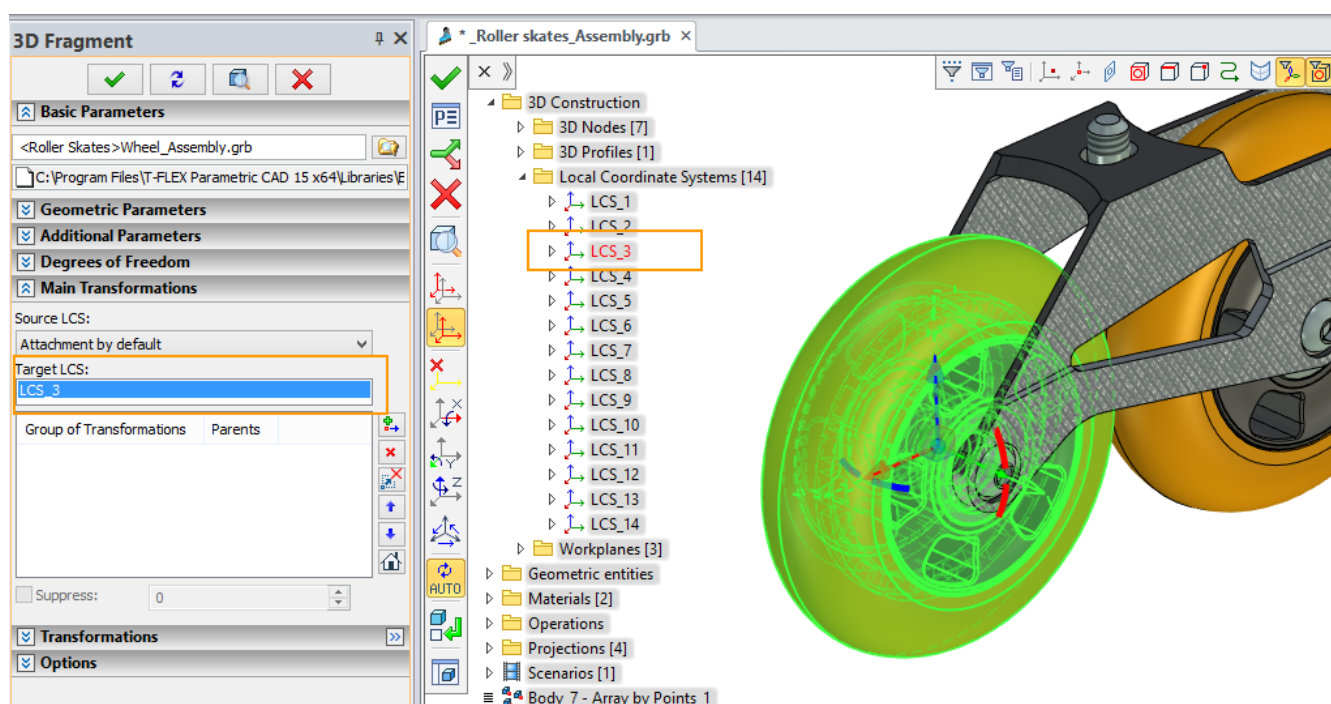 3D Fragment
Basic Parameters
<Roller Skates>Wheel_Assembly.grb
C:\Program Files\T-FLEX Parametric CAD 15 x64\Libraries\E
Geometric Parameters
Additional Parameters
Degrees of Freedom
Main Transformations
Source LCS:
Attachment by default
Target LCS:
LCS_3
Group of Transformations Parents
Suppress: 0
Transformations
Options
* _Roller skates_Assembly.grb
AUTO
3D Construction
3D Nodes [7]
3D Profiles [1]
Local Coordinate Systems [14]
LCS_1
LCS_2
LCS_3
LCS_4
LCS_5
LCS_6
LCS_7
LCS_8
LCS_9
LCS_10
LCS_11
LCS_12
LCS_13
LCS_14
Workplanes [3]
Geometric entities
Materials [2]
Operations
Projections [4]
Scenarios [1]
Body_7 - Array by Points_1